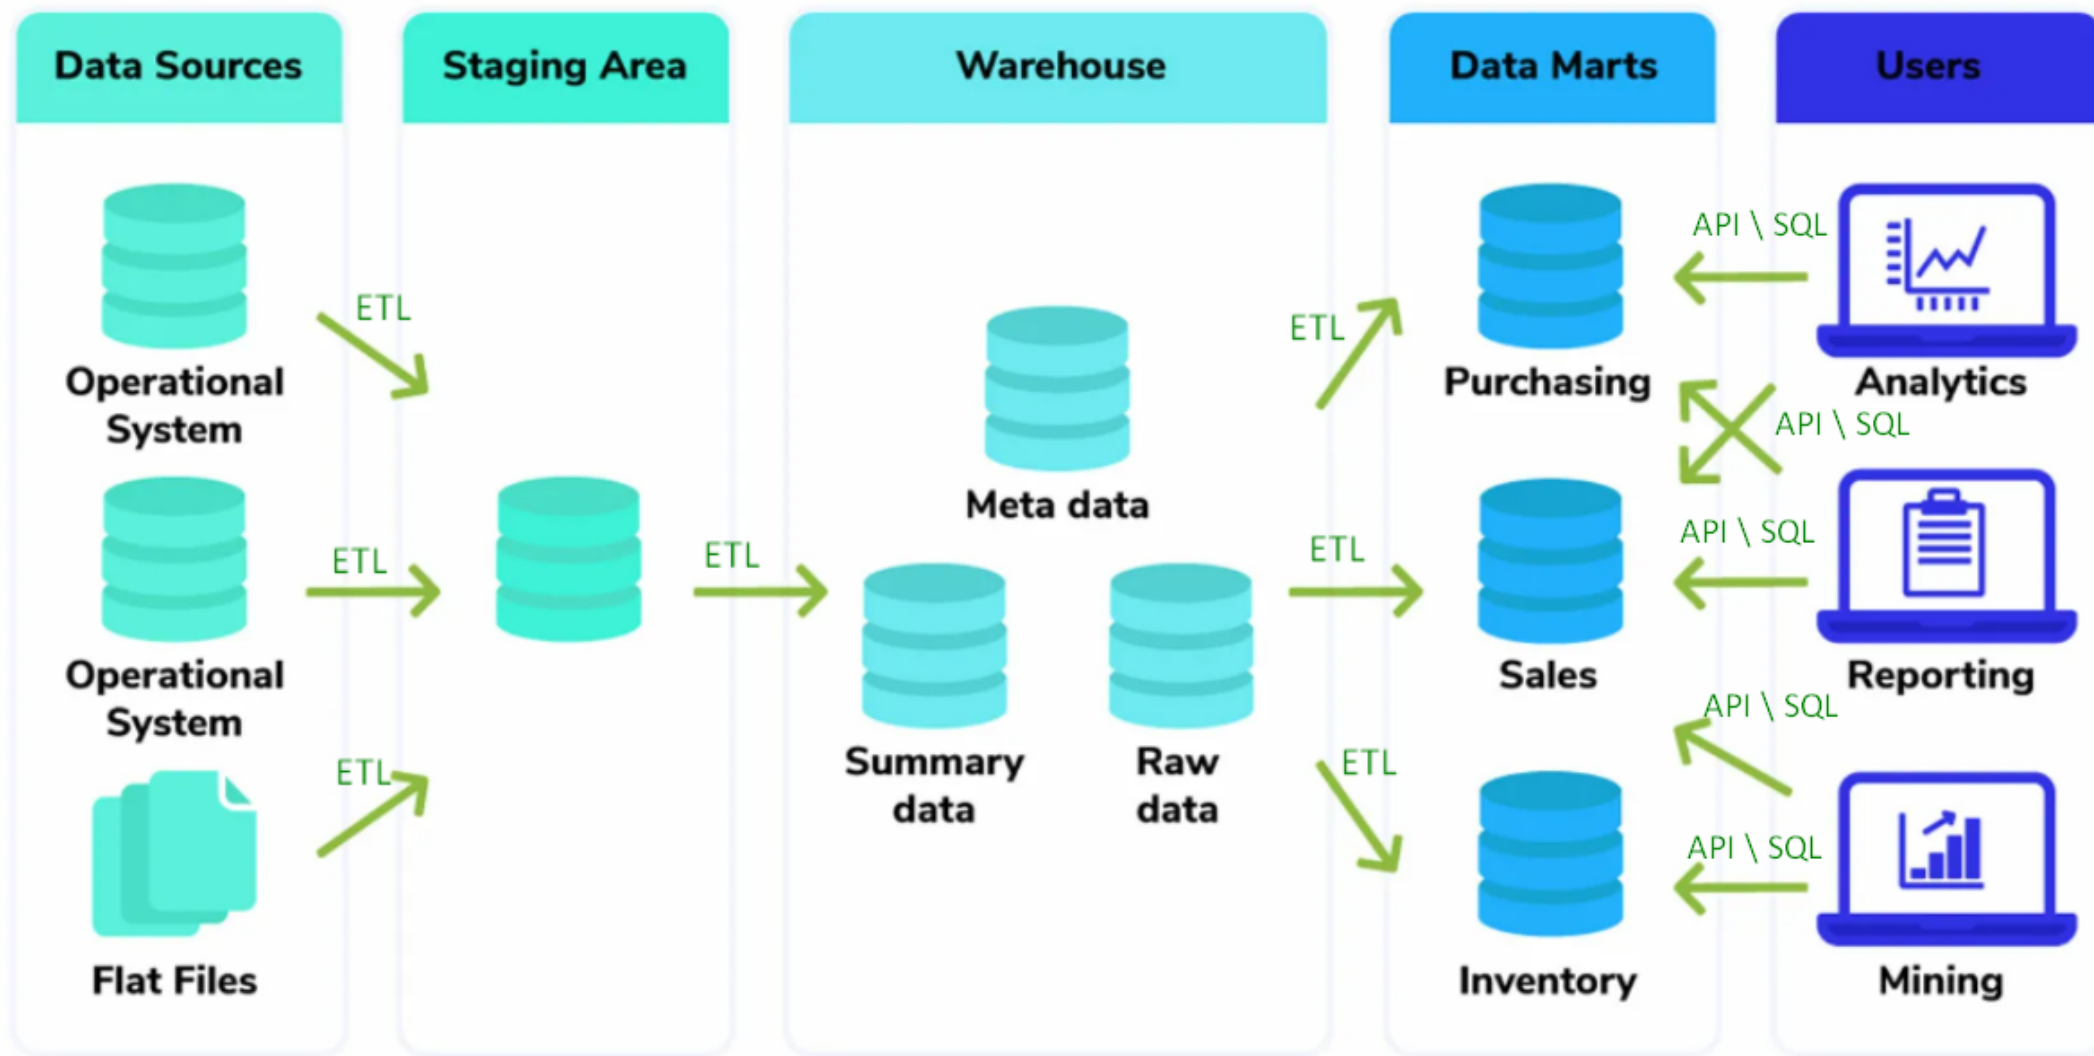 Data Sources
Staging Area
Warehouse
Data Marts
Users
Operational
System
Operational
System
Flat Files
ETL
ETL
ETL
ETL
Meta data
Summary
data
Raw
data
ETL
ETL
ETL
Purchasing
Sales
Inventory
API \ SQL
API \ SQL
API \ SQL
API \ SQL
API \ SQL
Analytics
Reporting
Mining